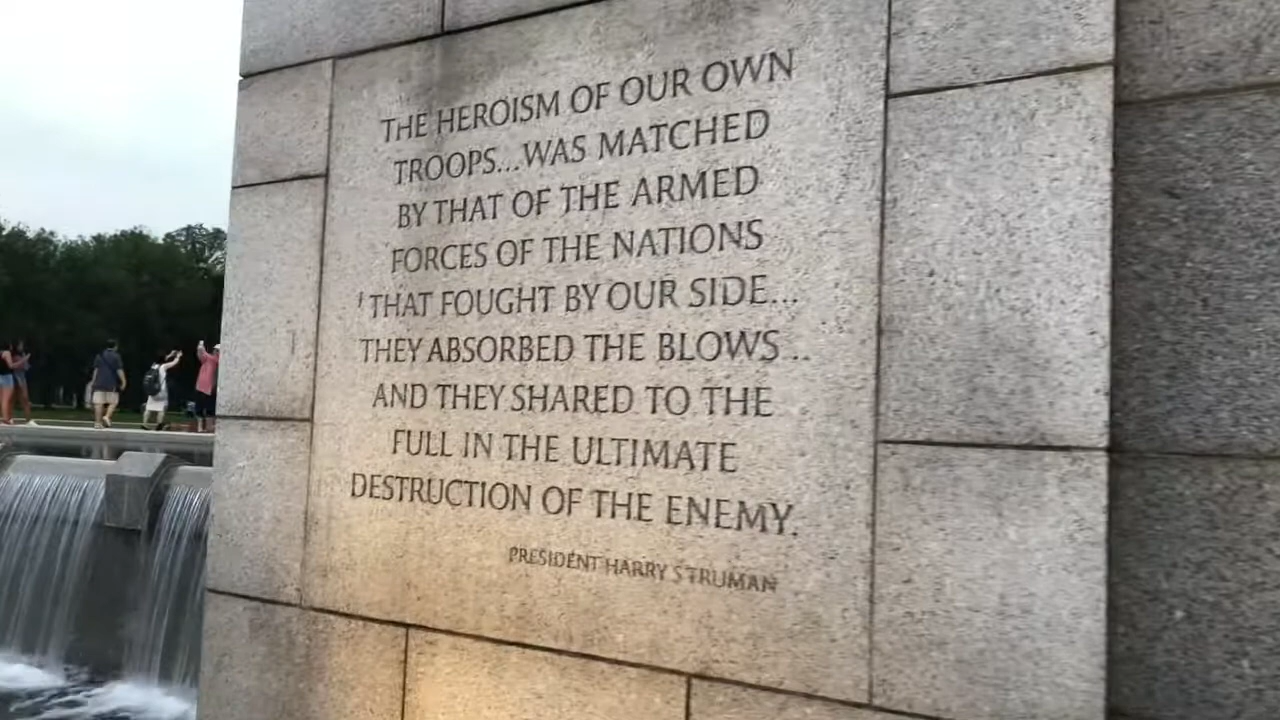 THE HEROISM OF OUR OWN
TROOPS...WAS MATCHED
BY THAT OF THE ARMED
FORCES OF THE NATIONS
THAT FOUGHT BY OUR SIDE...
THEY ABSORBED THE BLOWS...
AND THEY SHARED TO THE
FULL IN THE ULTIMATE
DESTRUCTION OF THE ENEMY.
PRESIDENT HARRY S TRUMAN